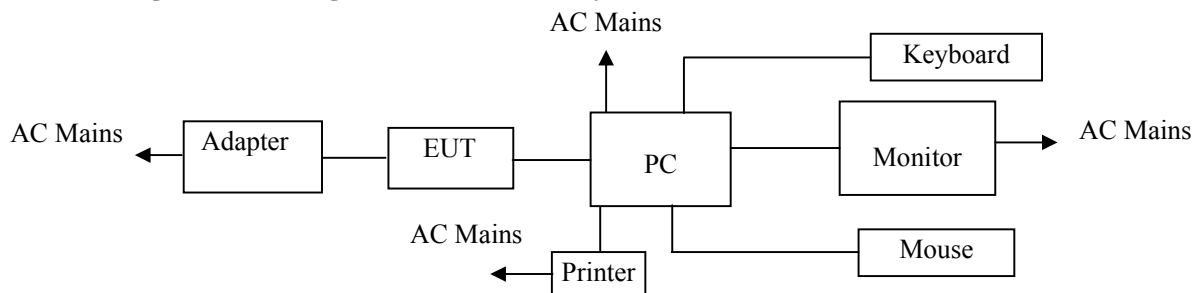 AC Mains
Keyboard
AC Mains
Adapter
EUT
PC
Monitor
AC Mains
AC Mains
Printer
Mouse